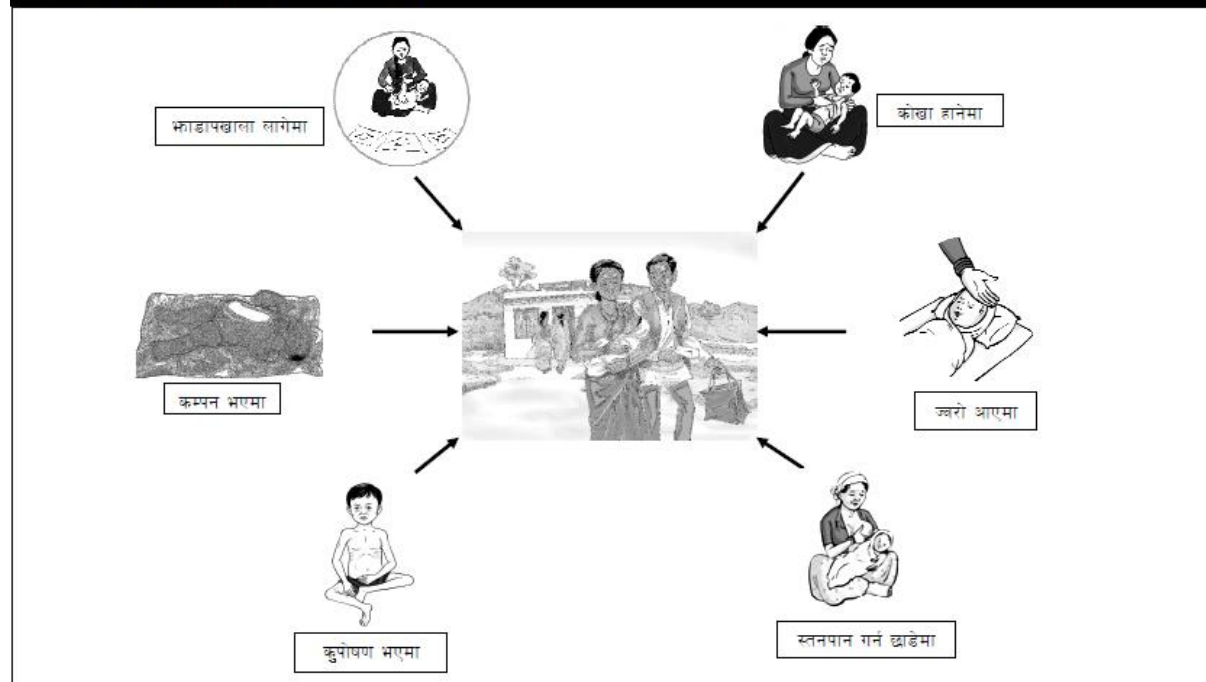 झाडापखाला लागेमा
कोखा हानेमा
कम्पन भएमा
ज्वरो आएमा
कुपोषण भएमा
स्तनपान गर्न छाडेमा